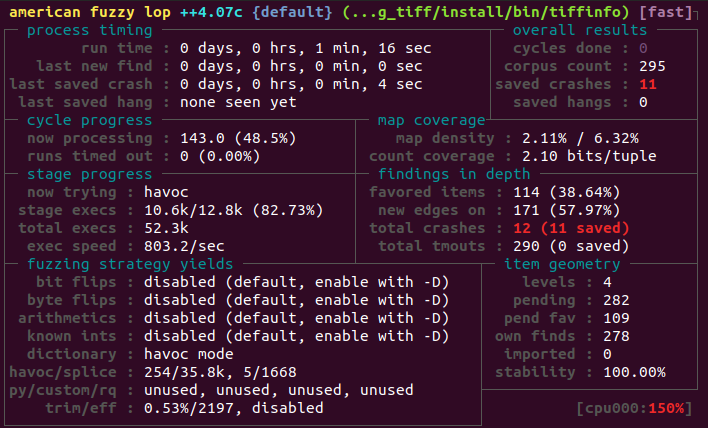 american fuzzy lop ++4.07c {default} (...g_tiff/install/bin/tiffinfo) [fast]
process timing overall results
run time : 0 days, 0 hrs, 1 min, 16 sec cycles done : 0
last new find : 0 days, 0 hrs, 0 min, 0 sec corpus count : 295
last saved crash : 0 days, 0 hrs, 0 min, 4 sec saved crashes : 11
last saved hang : none seen yet saved hangs : 0
cycle progress map coverage
now processing : 143.0 (48.5%) map density : 2.11% / 6.32%
runs timed out : 0 (0.00%) count coverage : 2.10 bits/tuple
stage progress findings in depth
now trying : havoc favored items : 114 (38.64%)
stage execs : 10.6k/12.8k (82.73%) new edges on : 171 (57.97%)
total execs : 52.3k total crashes : 12 (11 saved)
exec speed : 803.2/sec total tmouts : 290 (0 saved)
fuzzing strategy yields item geometry
bit flips : disabled (default, enable with -D) levels : 4
byte flips : disabled (default, enable with -D) pending : 282
arithmetics : disabled (default, enable with -D) pend fav : 109
known ints : disabled (default, enable with -D) own finds : 278
dictionary : havoc mode imported : 0
havoc/splice : 254/35.8k, 5/1668 stability : 100.00%
py/custom/rq : unused, unused, unused, unused
trim/eff : 0.53%/2197, disabled [cpu000:150%]